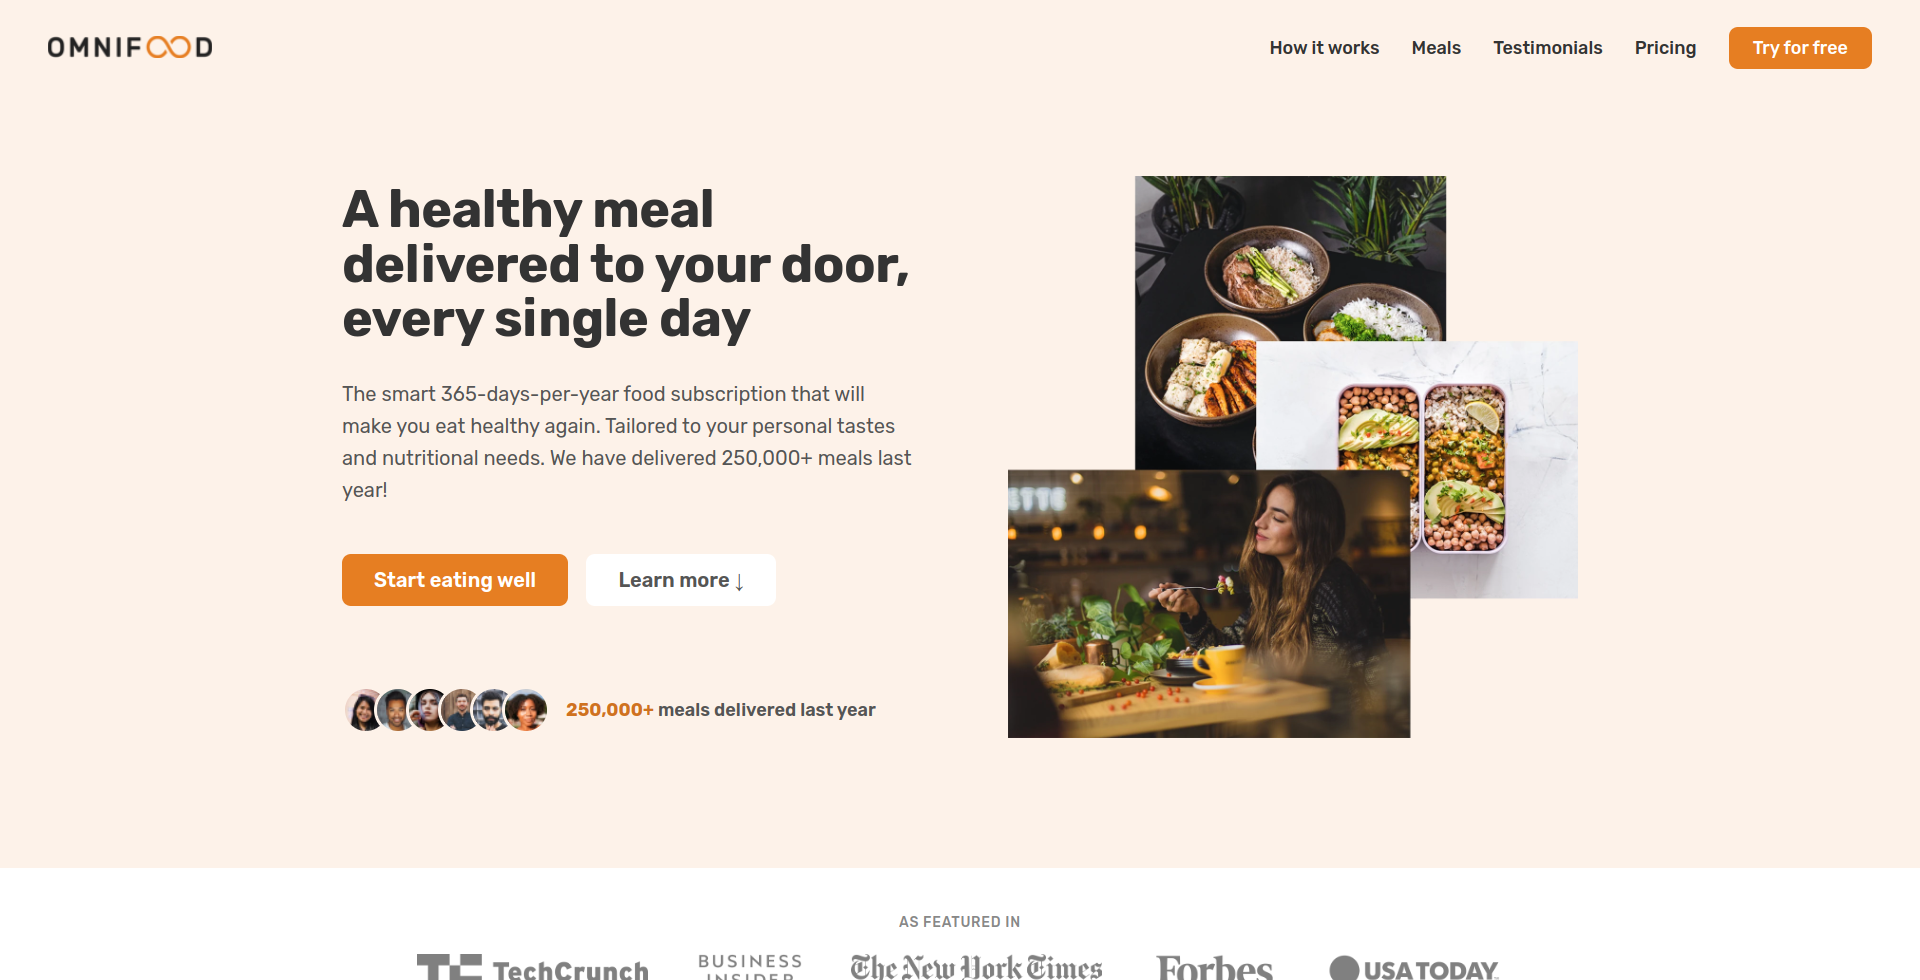 OMNIFOOD
How it works
Meals
Testimonials
Pricing
Try for free
A healthy meal
delivered to your door,
every single day
The smart 365-days-per-year food subscription that will
make you eat healthy again. Tailored to your personal tastes
and nutritional needs. We have delivered 250,000+ meals last
year!
Start eating well
Learn more ↓
250,000+ meals delivered last year
ETTE
AS FEATURED IN
TC TechCrunch
BUSINESS
INSIDER
The New York Times
Forbes
USA TODAY